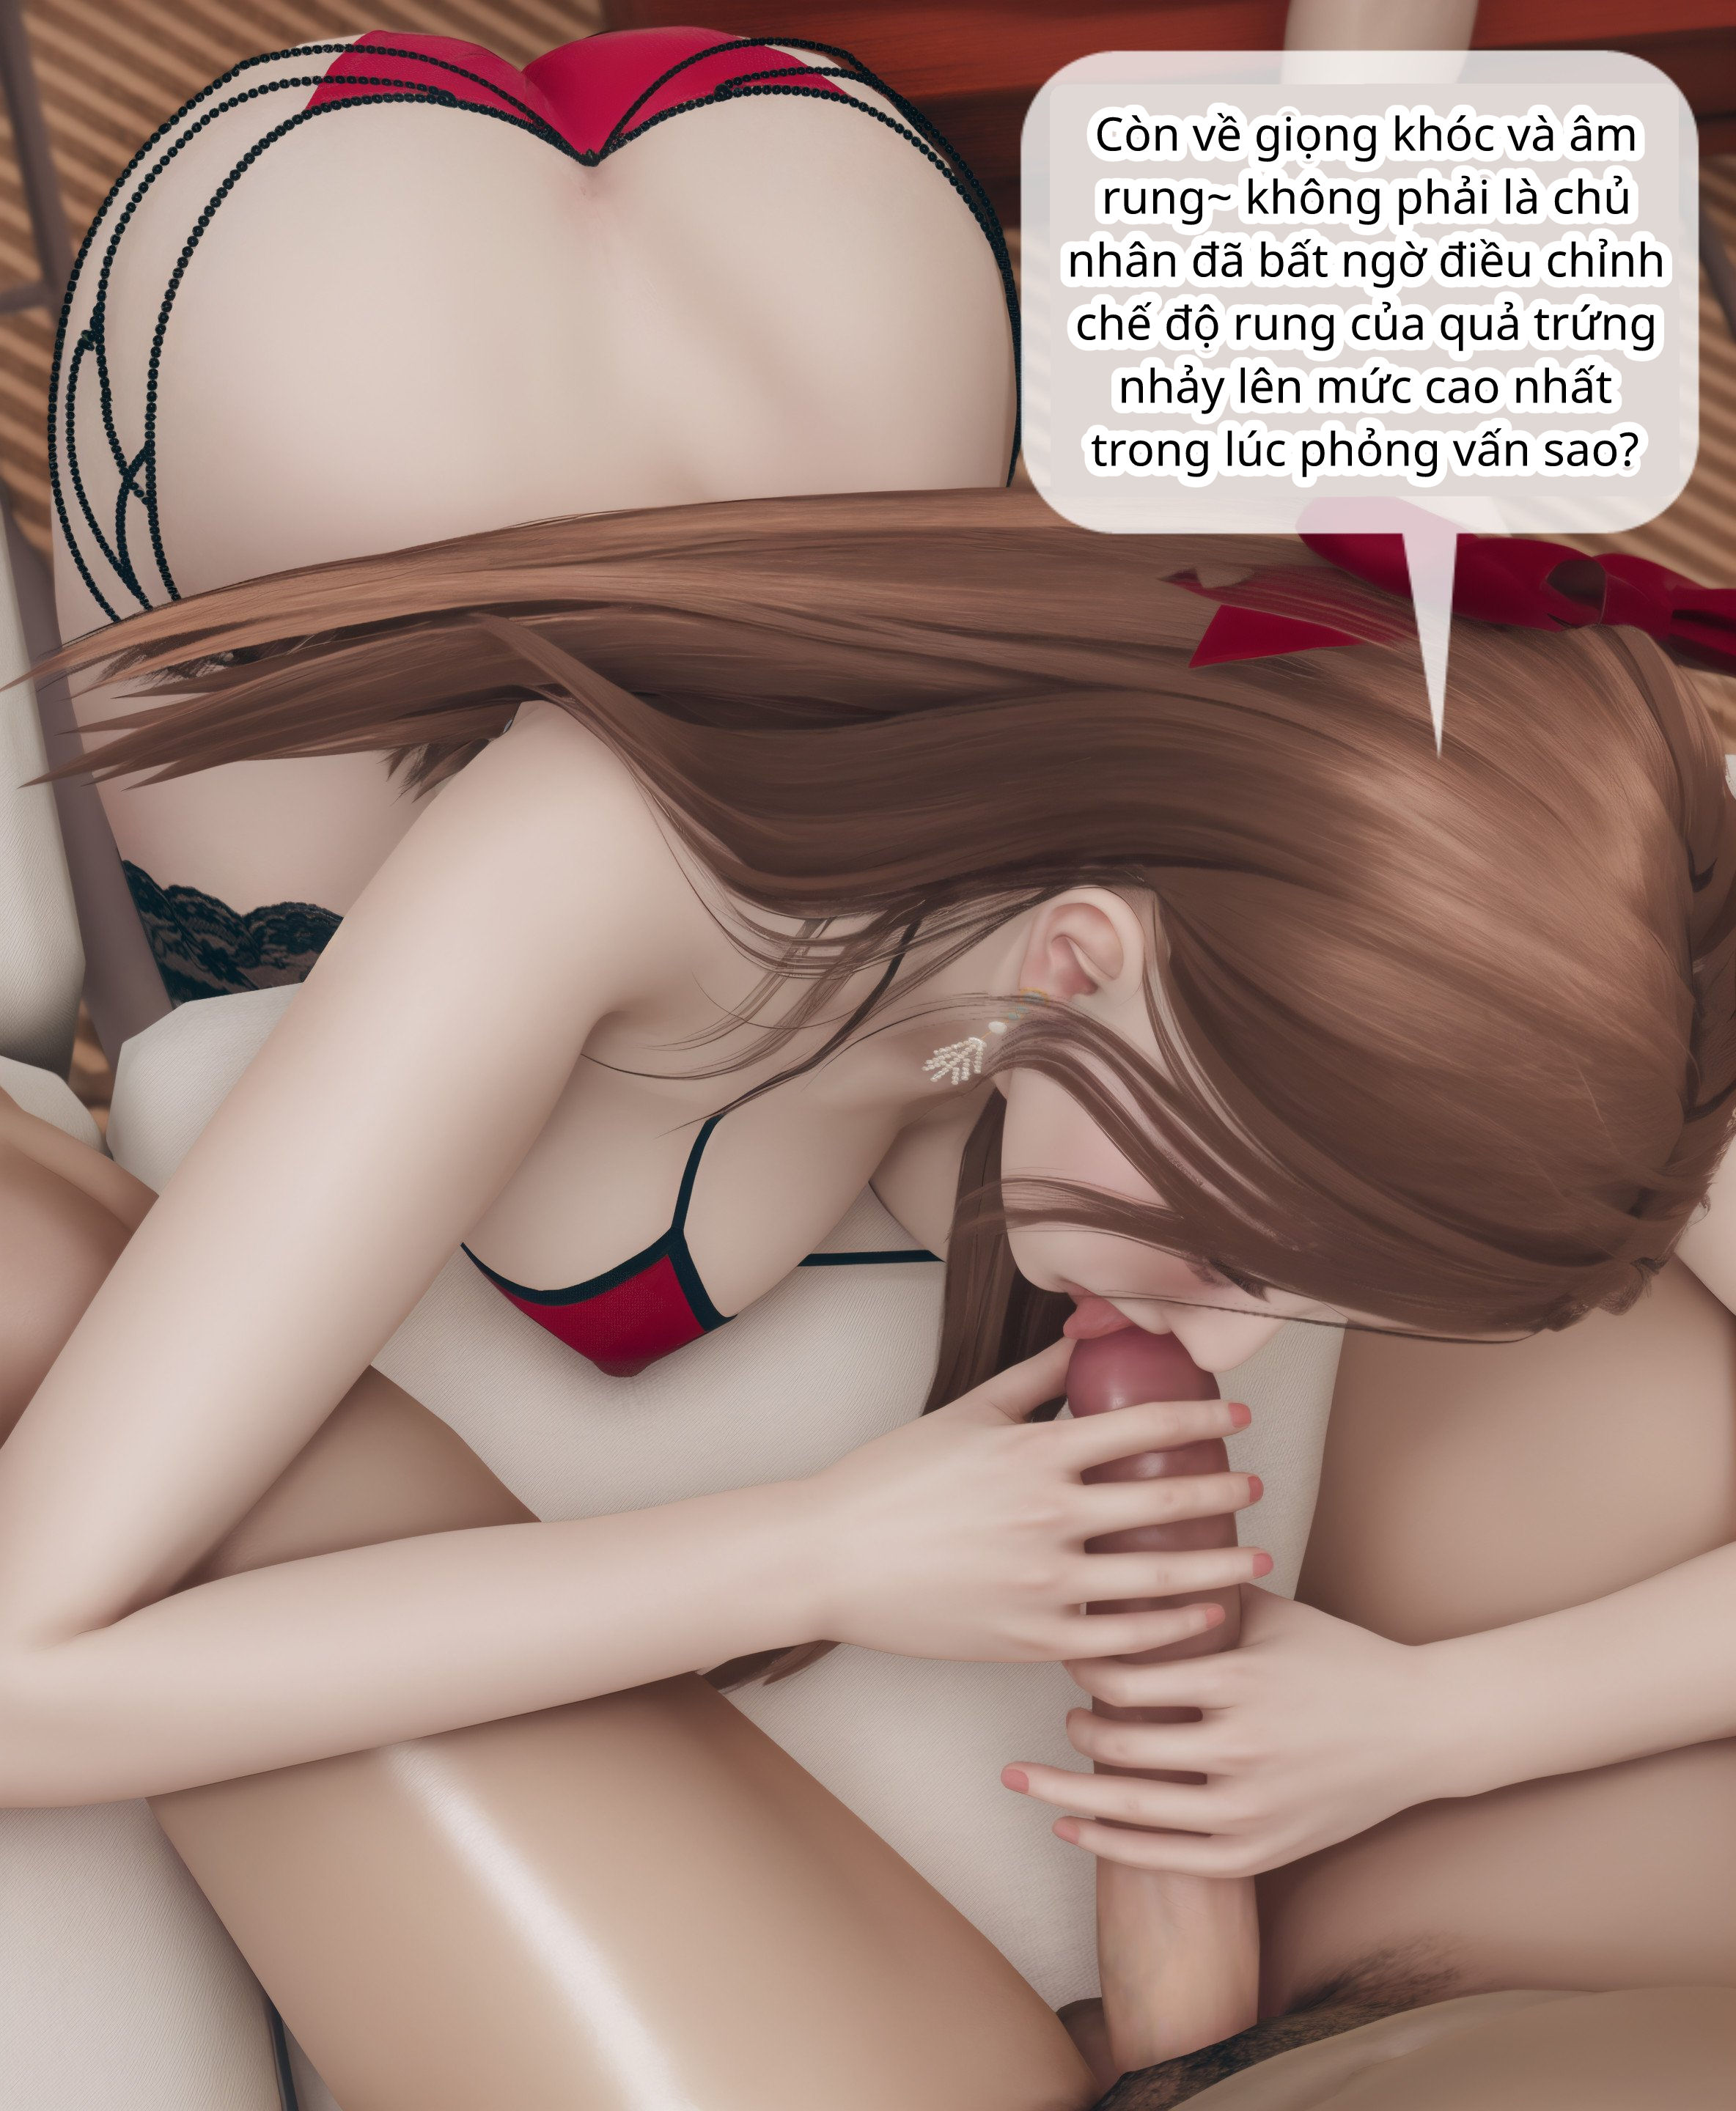 Còn về giọng khóc và âm
rung~ không phải là chủ
nhân đã bất ngờ điều chỉnh
chế độ rung của quả trứng
nhảy lên mức cao nhất
trong lúc phỏng vấn sao?